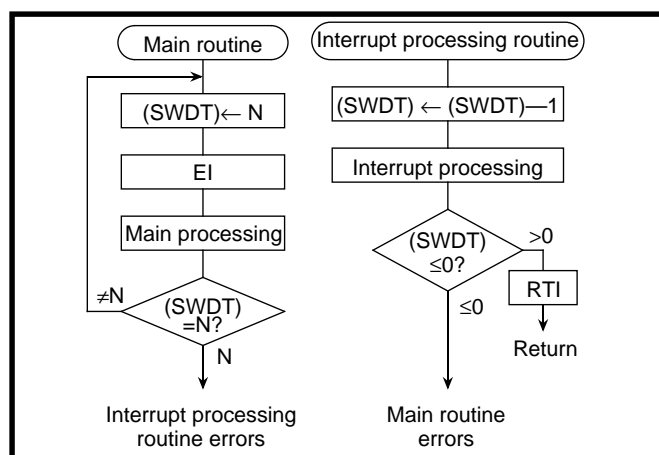 Main routine
(SWDT)← N
EI
Main processing
≠N
(SWDT)
=N?
N
Interrupt processing
routine errors
Interrupt processing routine
(SWDT) ← (SWDT)—1
Interrupt processing
(SWDT)
≤0?
>0
RTI
Return
≤0
Main routine
errors